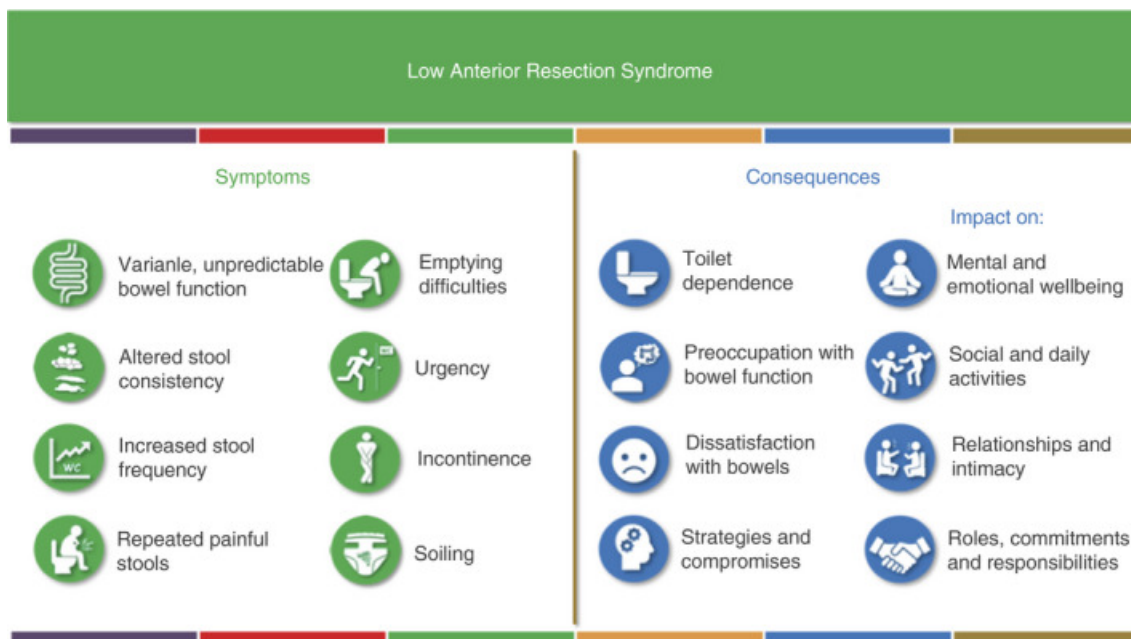 Low Anterior Resection Syndrome
Symptoms
Varianle, unpredictable
bowel function
Altered stool
consistency
Increased stool
frequency
WC
Repeated painful
stools
Emptying
difficulties
Urgency
Incontinence
Soiling
Consequences
Toilet
dependence
Preoccupation with
bowel function
Dissatisfaction
with bowels
Strategies and
compromises
Impact on:
Mental and
emotional wellbeing
Social and daily
activities
Relationships and
intimacy
Roles, commitments
and responsibilities